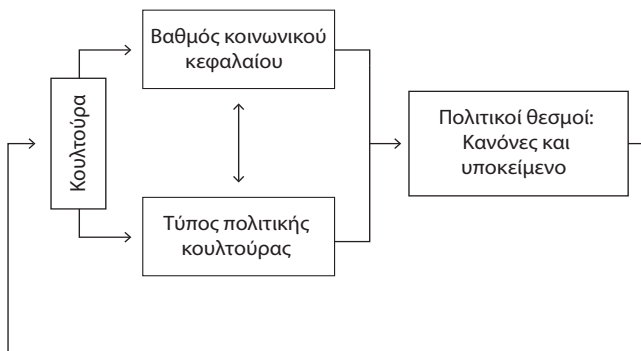 Βαθμός κοινωνικού
κεφαλαίου
Κουλτούρα
Πολιτικοί θεσμοί:
Κανόνες και
υποκείμενο
Τύπος πολιτικής
κουλτούρας